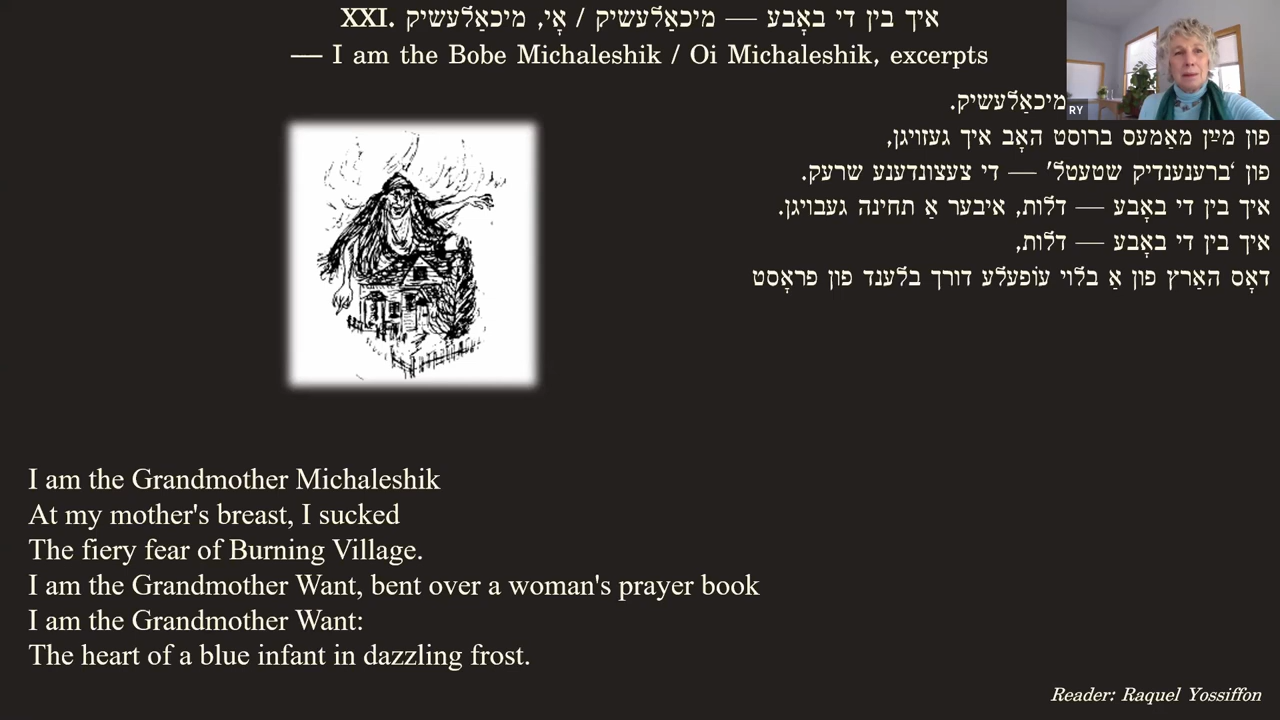 XXI. איך בין די באָבע — מיכאַלעשיק / אָי, מיכאַלעשיק
— I am the Bobe Michaleshik / Oi Michaleshik, excerpts
מיכאַלעשיק.
RY
פון מײַן מאַמעס ברוסט האָב איך געזויגן,
פון ‘ברענענדיק שטעטל’ — די צעצונדענע שרעק.
איך בין די באָבע — דלות, איבער אַ תחינה געבויגן.
איך בין די באָבע — דלות,
דאָס האַרץ פון אַ בלוי עופעלע דורך בלענד פון פראָסט
I am the Grandmother Michaleshik
At my mother's breast, I sucked
The fiery fear of Burning Village.
I am the Grandmother Want, bent over a woman's prayer book
I am the Grandmother Want:
The heart of a blue infant in dazzling frost.
Reader: Raquel Yossiffon